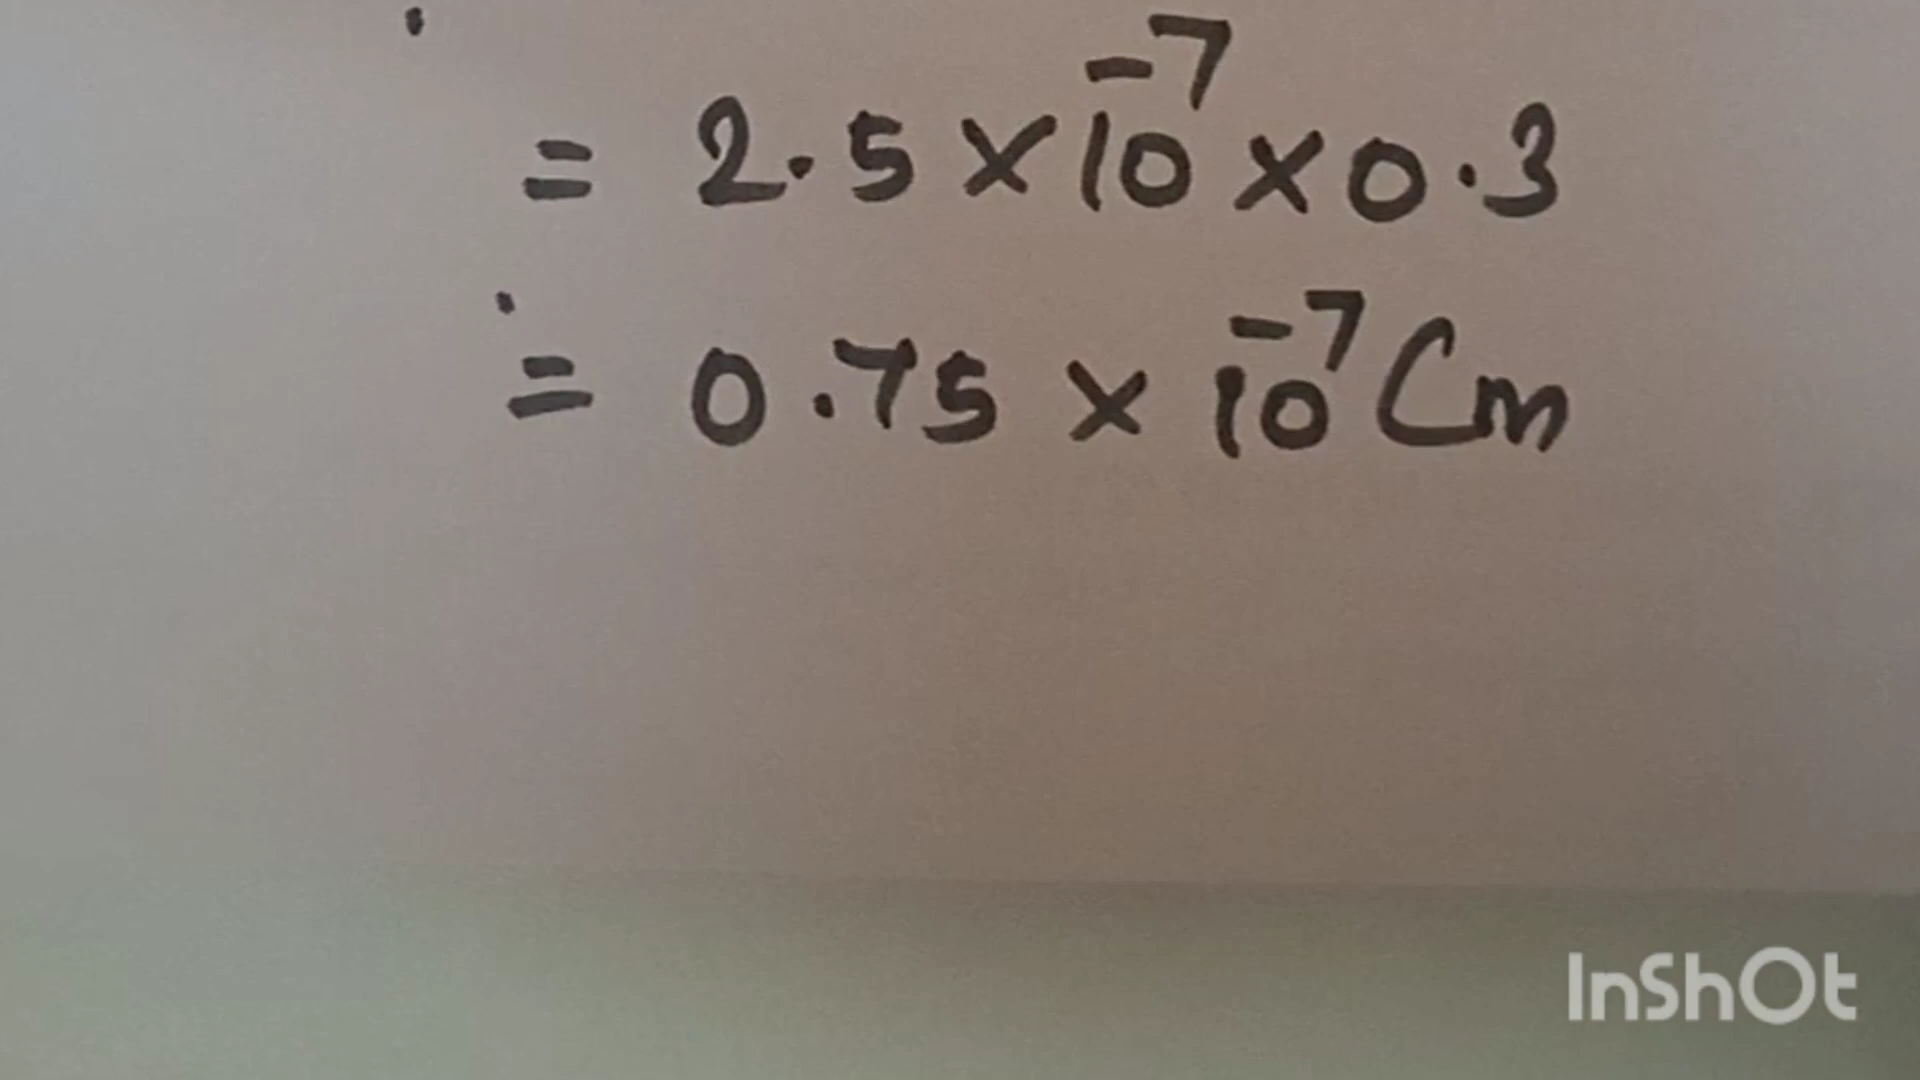 = 2.5 × 10⁻⁷ × 0.3
= 0.75 × 10⁻⁷ Cm
InShOt